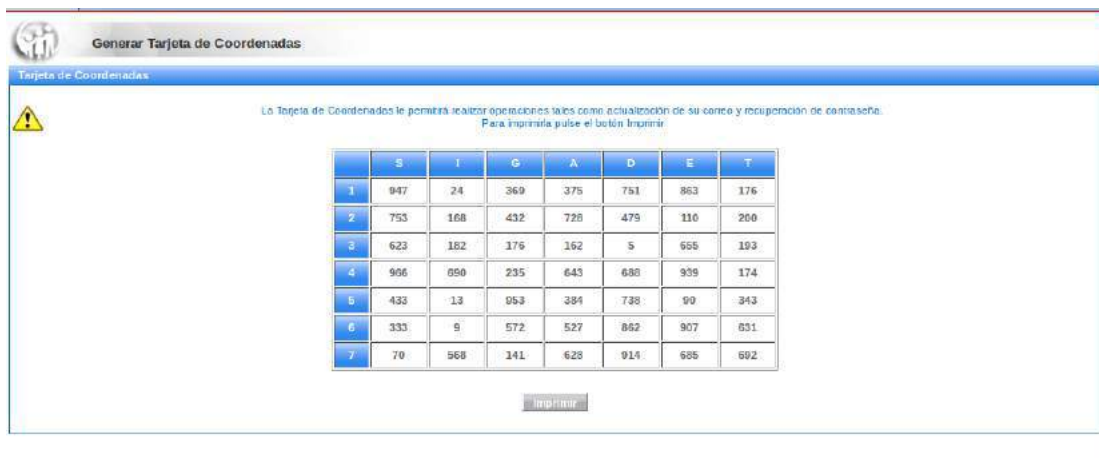 Generar Tarjeta de Coordenadas
Tarjeta de Coordenadas
La Tarjeta de Coordenadas le permitirá realizar operaciones tales como actualización de su correo y recuperación de contraseña.
Para imprimirla pulse el botón Imprimir
S I G A D E T
1 947 24 369 375 751 863 176
2 753 168 432 728 479 110 200
3 623 182 176 162 5 655 193
4 966 690 235 643 688 939 174
5 433 13 953 384 738 90 343
6 333 9 572 527 862 907 631
7 70 568 141 628 914 685 692
Imprimir